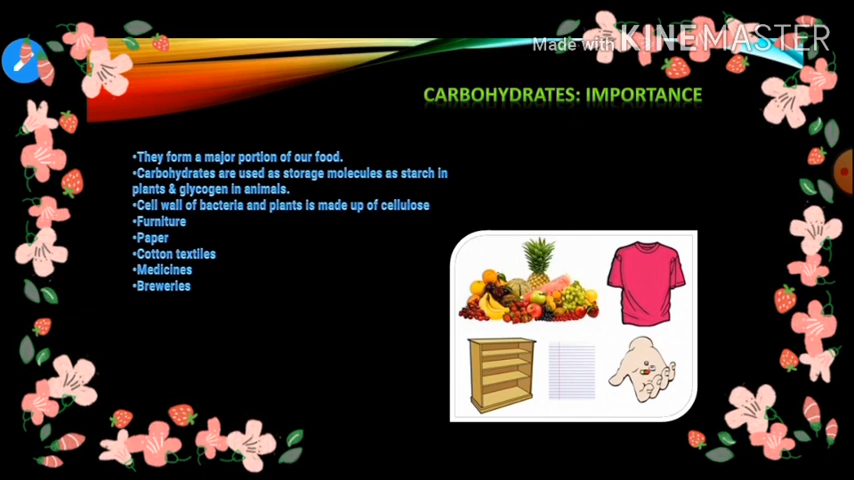 Made with KINEMASTER
CARBOHYDRATES: IMPORTANCE
•They form a major portion of our food.
•Carbohydrates are used as storage molecules as starch in
plants & glycogen in animals.
•Cell wall of bacteria and plants is made up of cellulose
•Furniture
•Paper
•Cotton textiles
•Medicines
•Breweries